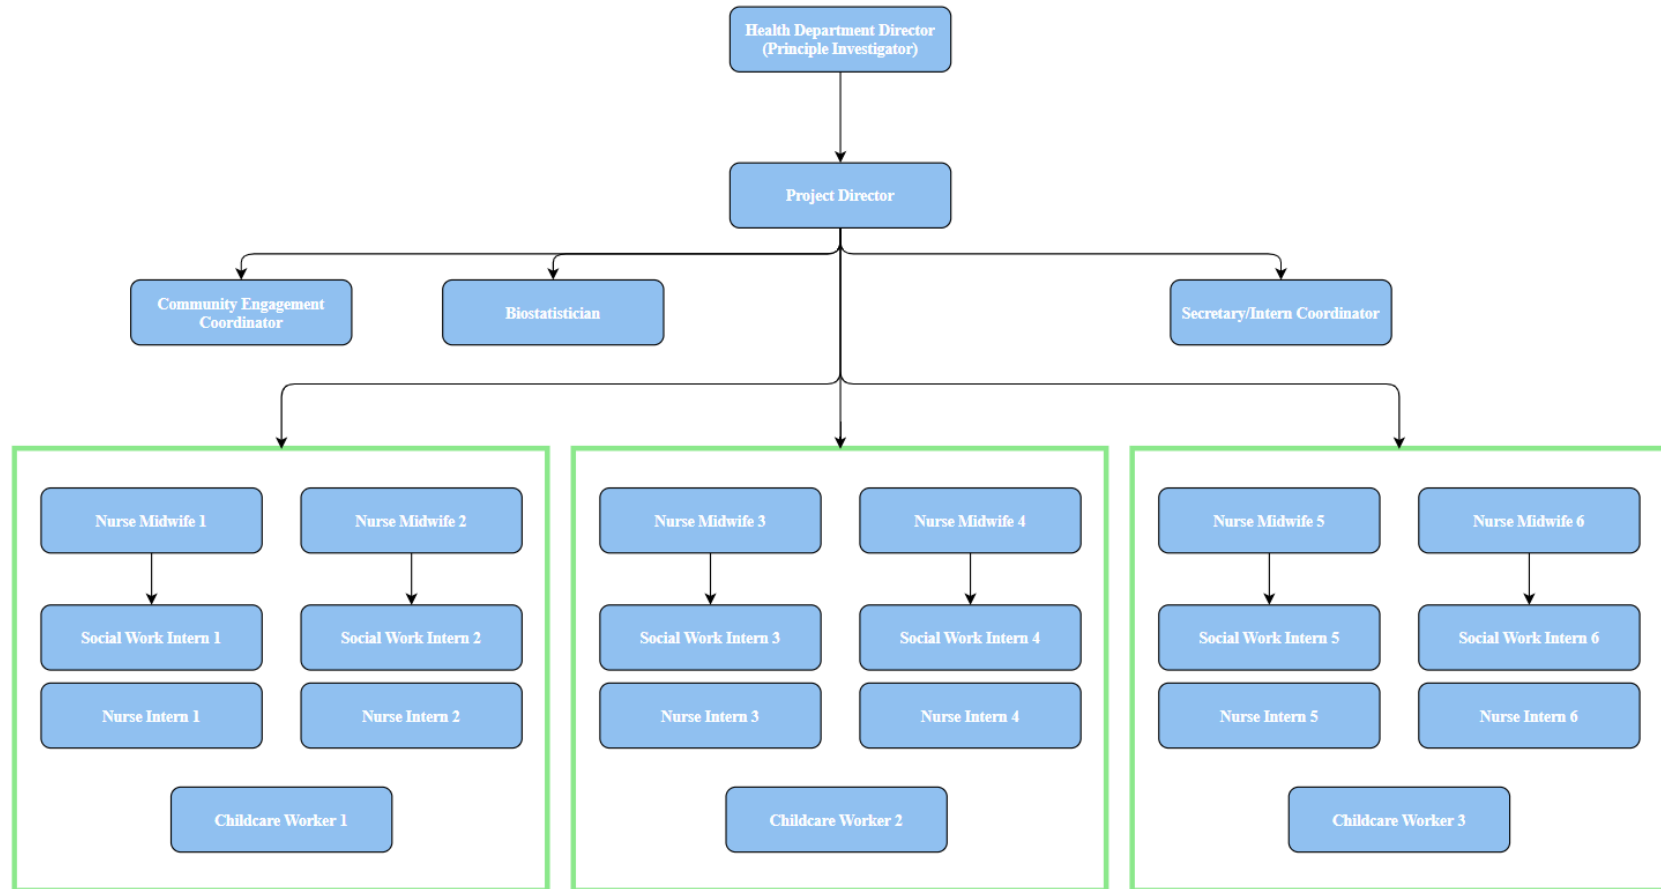 Health Department Director
(Principle Investigator)
Project Director
Community Engagement
Coordinator
Biostatistician
Secretary/Intern Coordinator
Nurse Midwife 1
Nurse Midwife 2
Nurse Midwife 3
Nurse Midwife 4
Nurse Midwife 5
Nurse Midwife 6
Social Work Intern 1
Social Work Intern 2
Social Work Intern 3
Social Work Intern 4
Social Work Intern 5
Social Work Intern 6
Nurse Intern 1
Nurse Intern 2
Nurse Intern 3
Nurse Intern 4
Nurse Intern 5
Nurse Intern 6
Childcare Worker 1
Childcare Worker 2
Childcare Worker 3